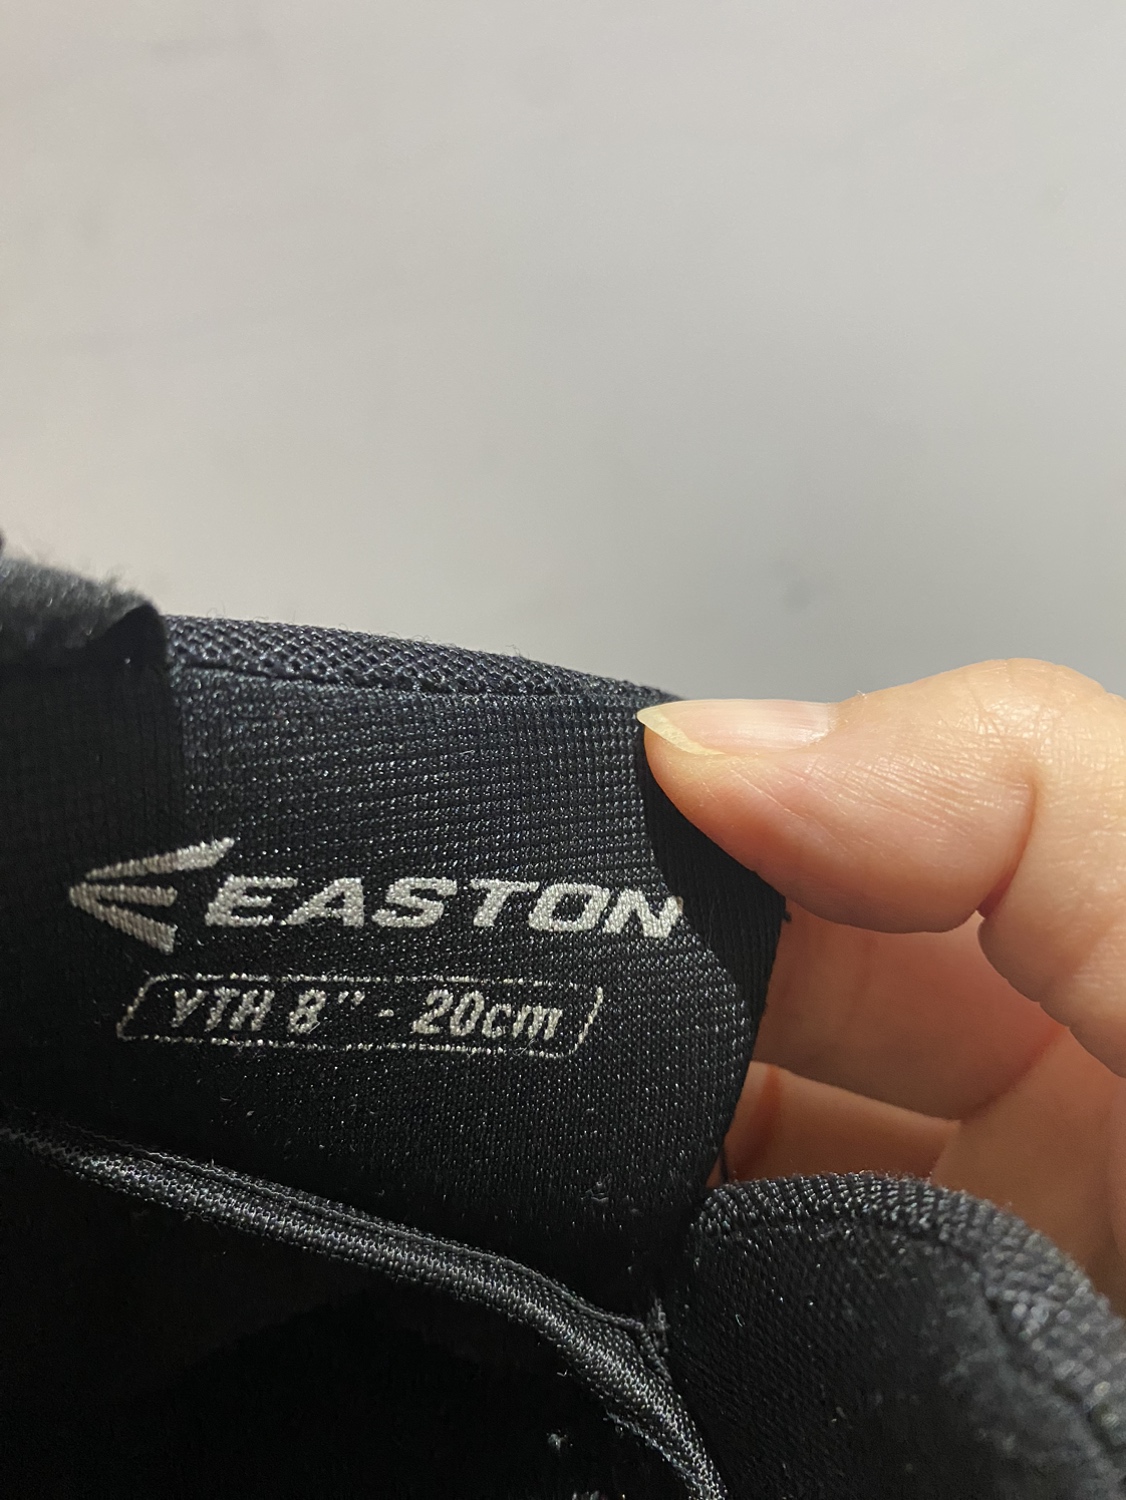 EASTON
YTH 8" - 20cm